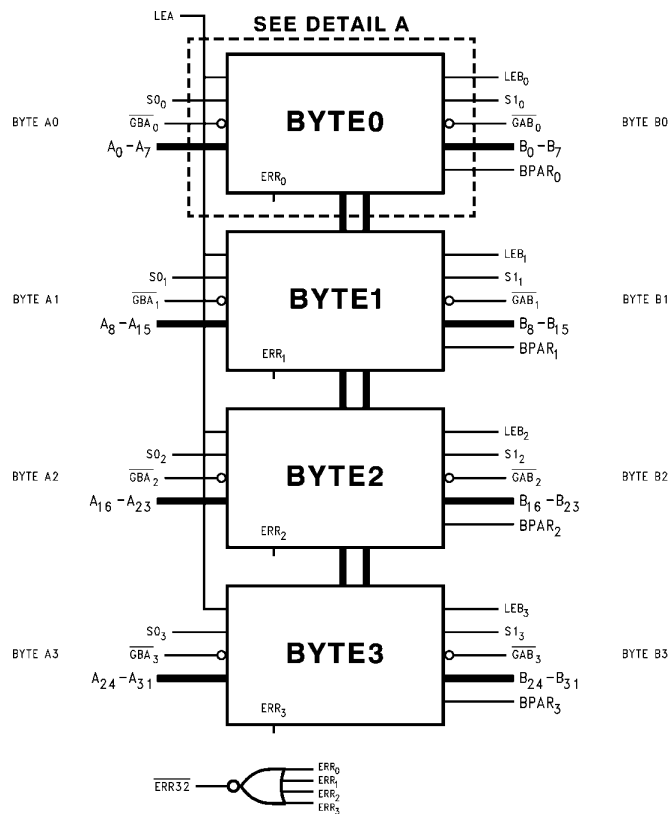 LEA
SEE DETAIL A
BYTE0
LEB0
S00
S10
BYTE A0
GBA0
GAB0
BYTE B0
A0–A7
B0–B7
ERR0
BPAR0
BYTE1
LEB1
S01
S11
BYTE A1
GBA1
GAB1
BYTE B1
A8–A15
B8–B15
ERR1
BPAR1
BYTE2
LEB2
S02
S12
BYTE A2
GBA2
GAB2
BYTE B2
A16–A23
B16–B23
ERR2
BPAR2
BYTE3
LEB3
S03
S13
BYTE A3
GBA3
GAB3
BYTE B3
A24–A31
B24–B31
ERR3
BPAR3
ERR32
ERR0
ERR1
ERR2
ERR3